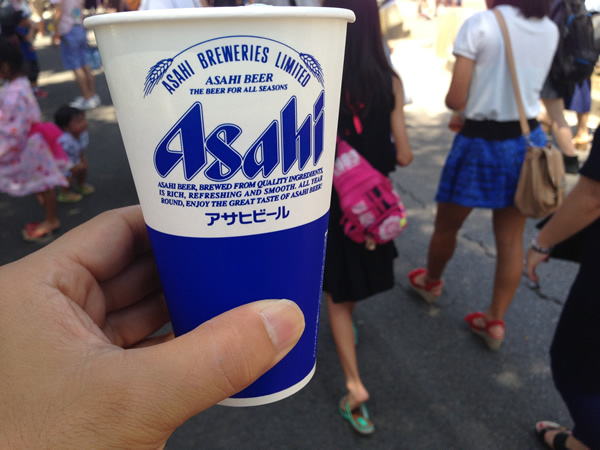 ASAHI BREWERIES LIMITED
ASAHI BEER
THE BEER FOR ALL SEASONS
Asahi
ASAHI BEER, BREWED FROM QUALITY INGREDIENTS,
IS RICH, REFRESHING AND SMOOTH. ALL YEAR
ROUND, ENJOY THE GREAT TASTE OF ASAHI BEER!
アサヒビール